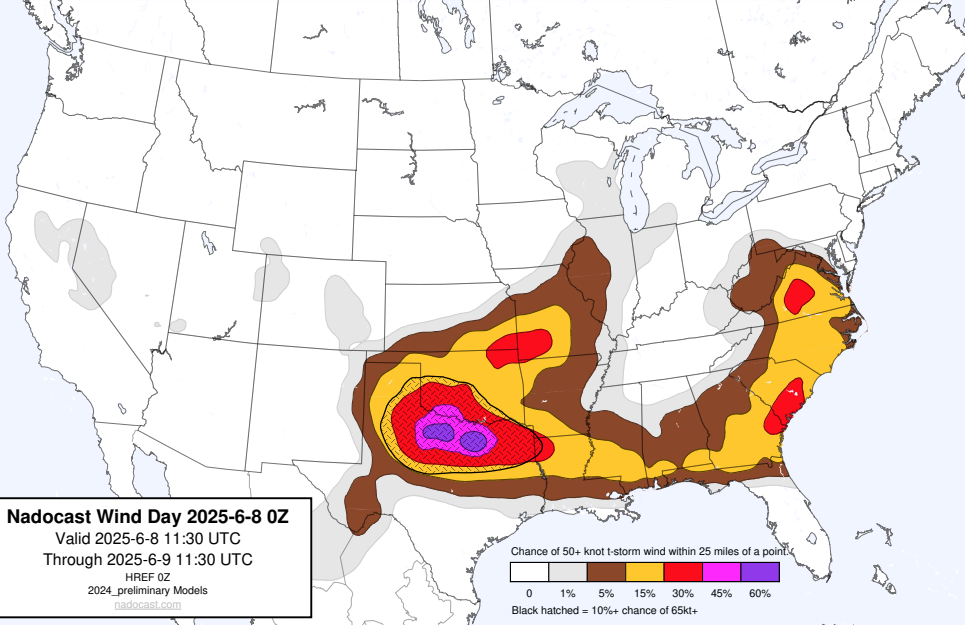 Nadocast Wind Day 2025-6-8 0Z
Valid 2025-6-8 11:30 UTC
Through 2025-6-9 11:30 UTC
HREF 0Z
2024_preliminary Models
nadocast.com
Chance of 50+ knot t-storm wind within 25 miles of a point.
0 1% 5% 15% 30% 45% 60%
Black hatched = 10%+ chance of 65kt+